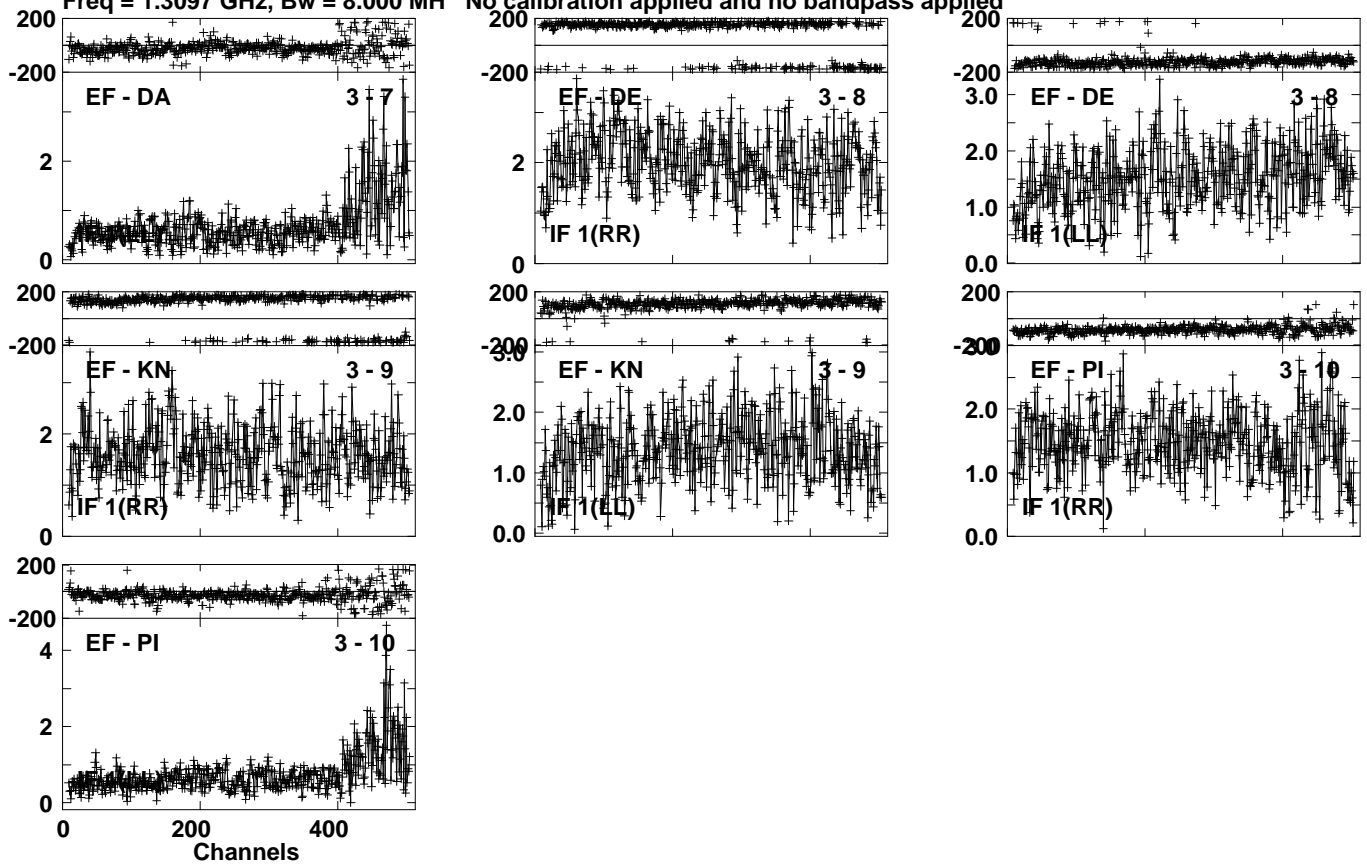 Freq = 1.3097 GHz, Bw = 8.000 MH No calibration applied and no bandpass applied
200
-200
EF - DA 3 - 7
2
0
200
-200
EF - DE 3 - 8
2
IF 1(RR)
0
200
-200
3.0
EF - DE 3 - 8
2.0
1.0
IF 1(LL)
0.0
200
-200
EF - KN 3 - 9
2
IF 1(RR)
0
200
-200
3.0
EF - KN 3 - 9
2.0
1.0
IF 1(LL)
0.0
200
-200
3.0
EF - PI 3 - 10
2.0
1.0
IF 1(RR)
0.0
200
-200
EF - PI 3 - 10
4
2
0
0 200 400
Channels